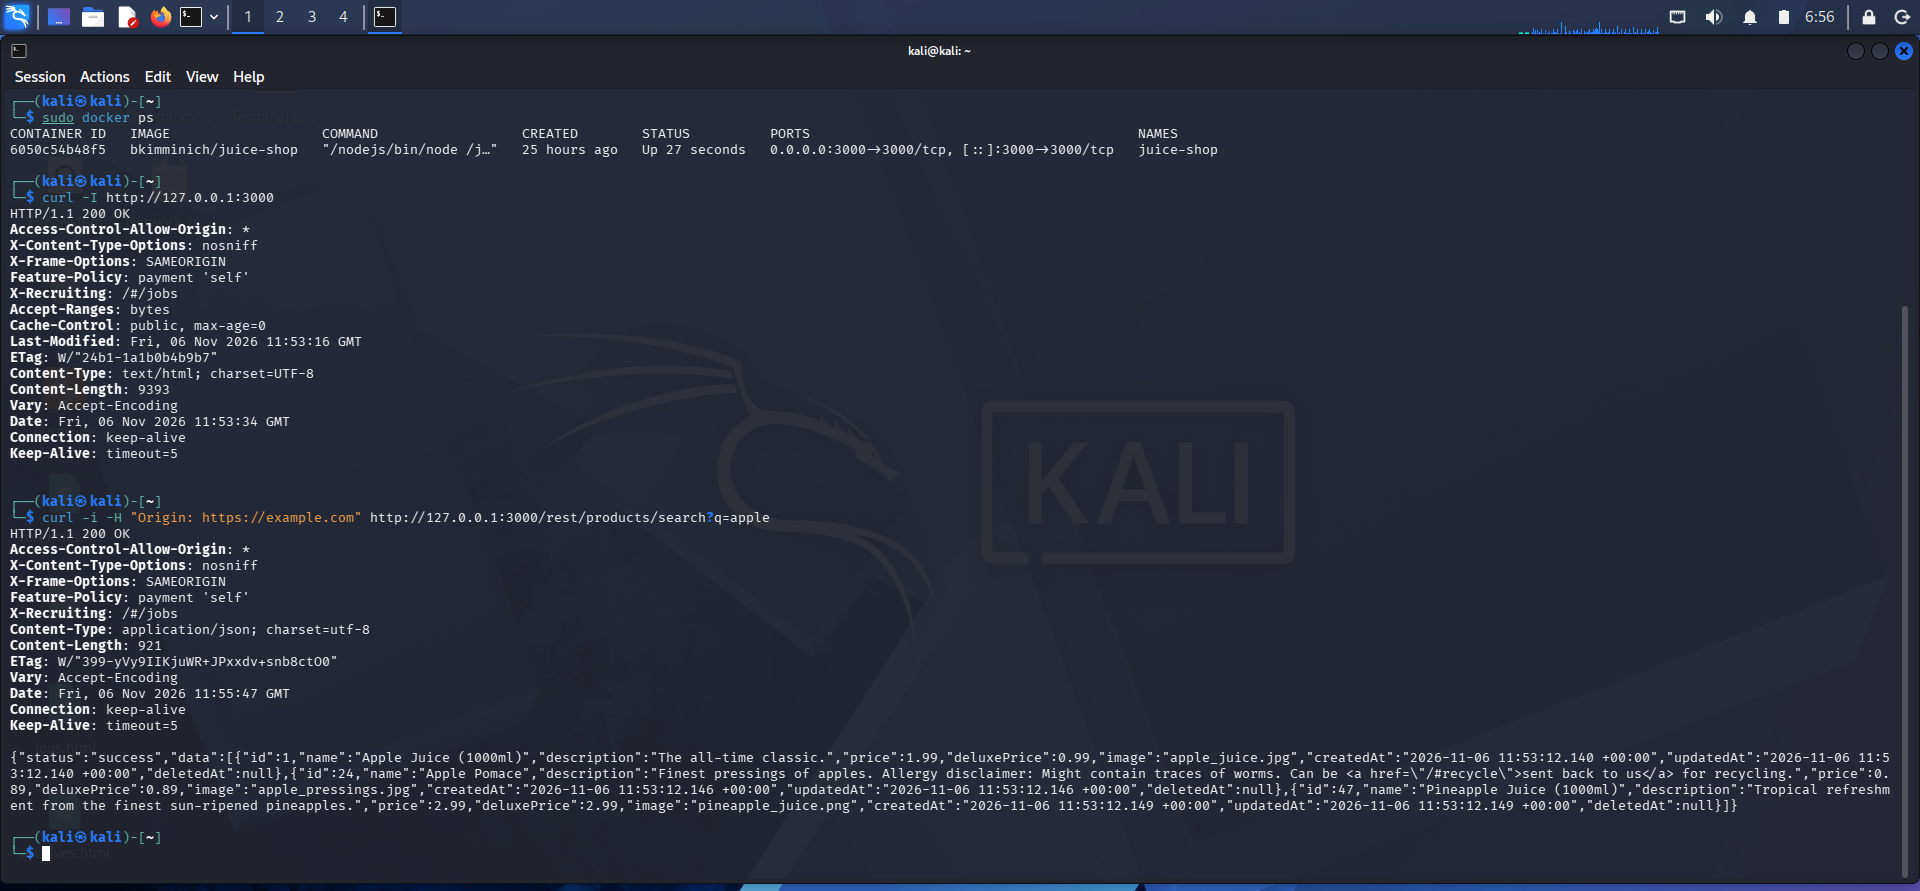 1 2 3 4 6:56
kali@kali: ~
Session Actions Edit View Help
┌──(kali㉿kali)-[~]
└─$ sudo docker ps
CONTAINER ID   IMAGE                   COMMAND                  CREATED        STATUS          PORTS                                         NAMES
6050c54b48f5   bkimminich/juice-shop   "/nodejs/bin/node /j…"   25 hours ago   Up 27 seconds   0.0.0.0:3000->3000/tcp, [::]:3000->3000/tcp   juice-shop
┌──(kali㉿kali)-[~]
└─$ curl -I http://127.0.0.1:3000
HTTP/1.1 200 OK
Access-Control-Allow-Origin: *
X-Content-Type-Options: nosniff
X-Frame-Options: SAMEORIGIN
Feature-Policy: payment 'self'
X-Recruiting: /#/jobs
Accept-Ranges: bytes
Cache-Control: public, max-age=0
Last-Modified: Fri, 06 Nov 2026 11:53:16 GMT
ETag: W/"24b1-1a1b0b4b9b7"
Content-Type: text/html; charset=UTF-8
Content-Length: 9393
Vary: Accept-Encoding
Date: Fri, 06 Nov 2026 11:53:34 GMT
Connection: keep-alive
Keep-Alive: timeout=5
┌──(kali㉿kali)-[~]
└─$ curl -i -H "Origin: https://example.com" http://127.0.0.1:3000/rest/products/search?q=apple
HTTP/1.1 200 OK
Access-Control-Allow-Origin: *
X-Content-Type-Options: nosniff
X-Frame-Options: SAMEORIGIN
Feature-Policy: payment 'self'
X-Recruiting: /#/jobs
Content-Type: application/json; charset=utf-8
Content-Length: 921
ETag: W/"399-yVy9IIKjuWR+JPxxdv+snb8ctO0"
Vary: Accept-Encoding
Date: Fri, 06 Nov 2026 11:55:47 GMT
Connection: keep-alive
Keep-Alive: timeout=5
{"status":"success","data":[{"id":1,"name":"Apple Juice (1000ml)","description":"The all-time classic.","price":1.99,"deluxePrice":0.99,"image":"apple_juice.jpg","createdAt":"2026-11-06 11:53:12.140 +00:00","updatedAt":"2026-11-06 11:5
3:12.140 +00:00","deletedAt":null},{"id":24,"name":"Apple Pomace","description":"Finest pressings of apples. Allergy disclaimer: Might contain traces of worms. Can be <a href=\"/#recycle\">sent back to us</a> for recycling.","price":0.
89,"deluxePrice":0.89,"image":"apple_pressings.jpg","createdAt":"2026-11-06 11:53:12.146 +00:00","updatedAt":"2026-11-06 11:53:12.146 +00:00","deletedAt":null},{"id":47,"name":"Pineapple Juice (1000ml)","description":"Tropical refreshm
ent from the finest sun-ripened pineapples.","price":2.99,"deluxePrice":2.99,"image":"pineapple_juice.png","createdAt":"2026-11-06 11:53:12.149 +00:00","updatedAt":"2026-11-06 11:53:12.149 +00:00","deletedAt":null}]}
┌──(kali㉿kali)-[~]
└─$
KALI